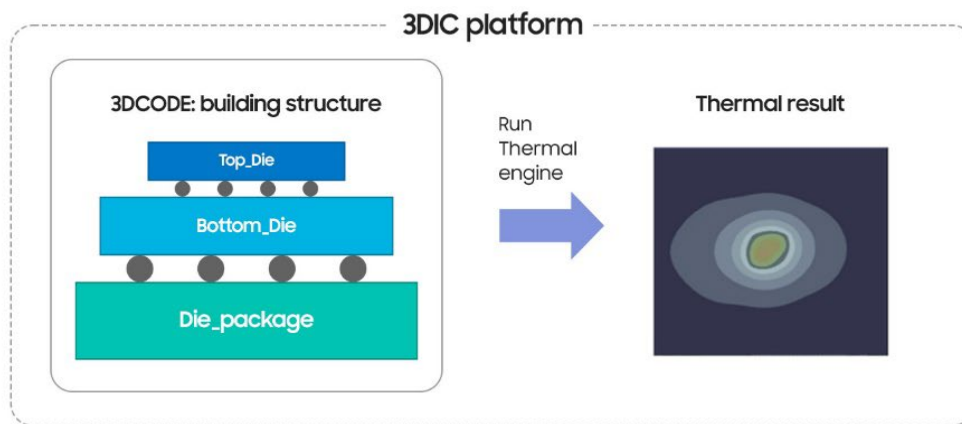 3DIC platform
3DCODE: building structure
Top_Die
Bottom_Die
Die_package
Run
Thermal
engine
Thermal result